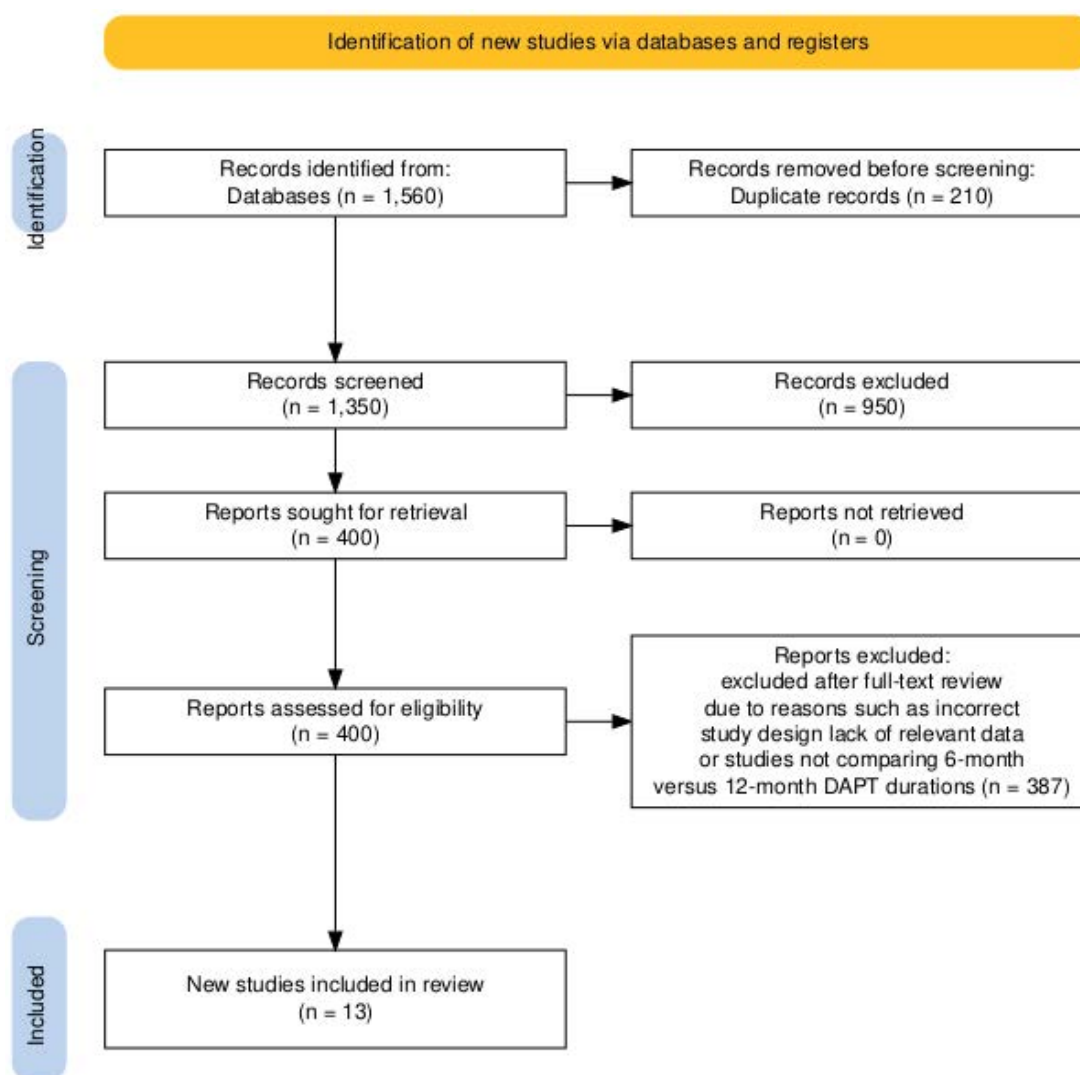 Identification of new studies via databases and registers
Identification
Records identified from:
Databases (n = 1,560)
Records removed before screening:
Duplicate records (n = 210)
Screening
Records screened
(n = 1,350)
Records excluded
(n = 950)
Reports sought for retrieval
(n = 400)
Reports not retrieved
(n = 0)
Reports assessed for eligibility
(n = 400)
Reports excluded:
excluded after full-text review
due to reasons such as incorrect
study design lack of relevant data
or studies not comparing 6-month
versus 12-month DAPT durations (n = 387)
Included
New studies included in review
(n = 13)